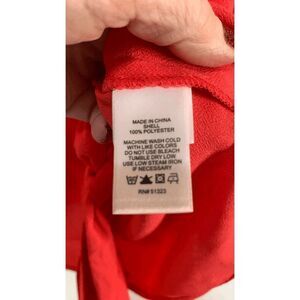 MADE IN CHINA
SHELL
100% POLYESTER
MACHINE WASH COLD
WITH LIKE COLORS
DO NOT USE BLEACH
TUMBLE DRY LOW
USE LOW STEAM IRON
IF NECESSARY
RN# 51323